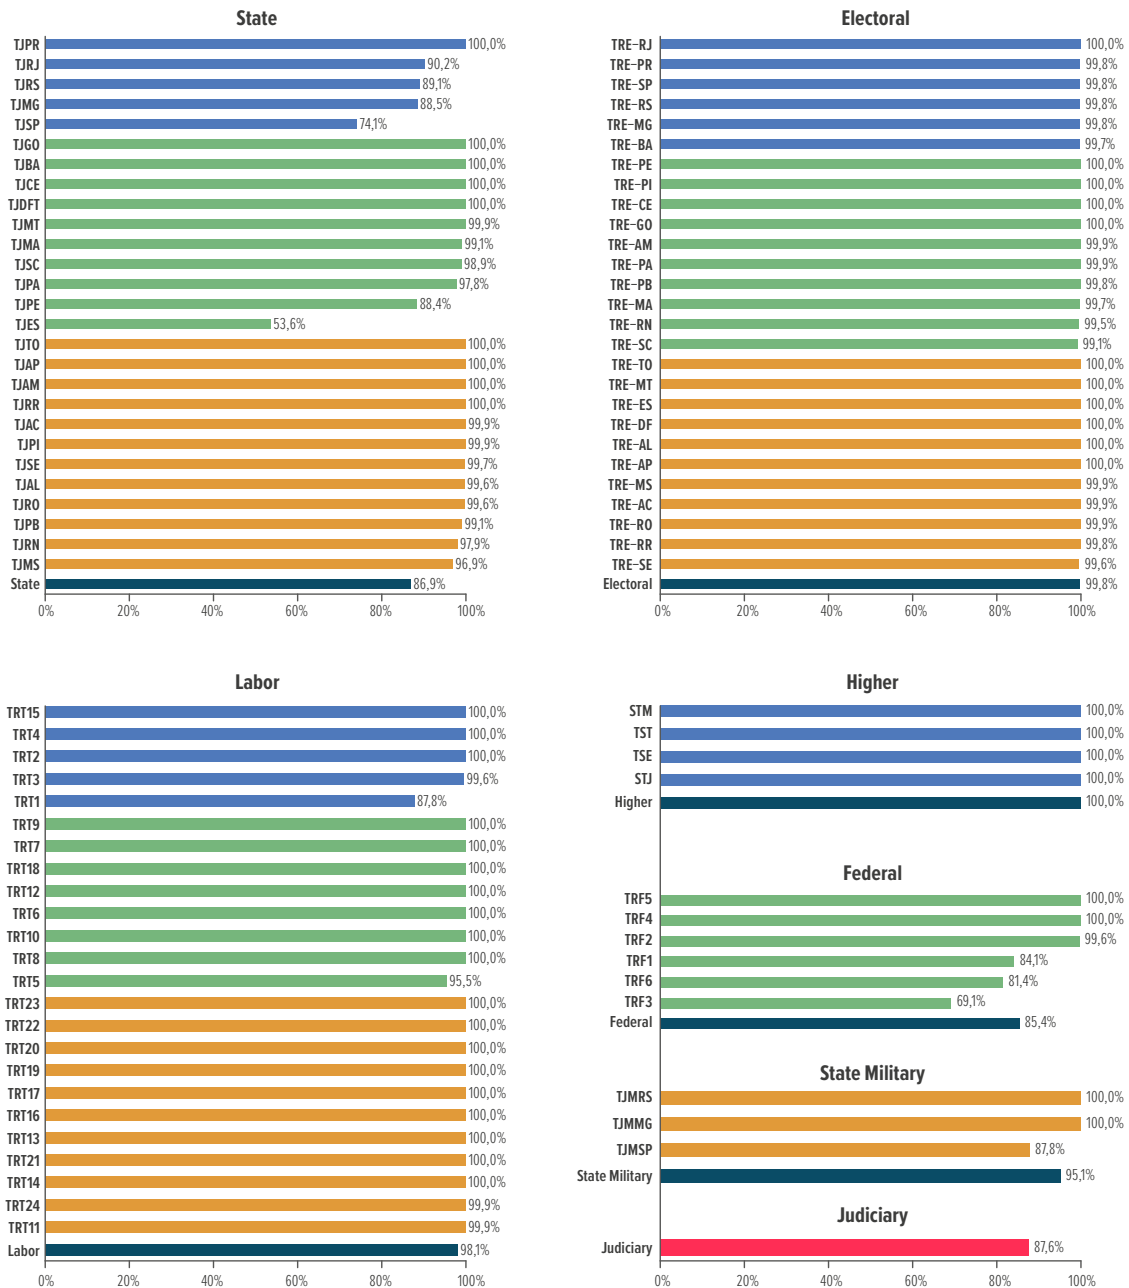 State
TJPR 100,0%
TJRJ 90,2%
TJRS 89,1%
TJMG 88,5%
TJSP 74,1%
TJGO 100,0%
TJBA 100,0%
TJCE 100,0%
TJDFT 100,0%
TJMT 99,9%
TJMA 99,1%
TJSC 98,9%
TJPA 97,8%
TJPE 88,4%
TJES 53,6%
TJTO 100,0%
TJAP 100,0%
TJAM 100,0%
TJRR 100,0%
TJAC 99,9%
TJPI 99,9%
TJSE 99,7%
TJAL 99,6%
TJRO 99,6%
TJPB 99,1%
TJRN 97,9%
TJMS 96,9%
State 86,9%
0% 20% 40% 60% 80% 100%
Electoral
TRE-RJ 100,0%
TRE-PR 99,8%
TRE-SP 99,8%
TRE-RS 99,8%
TRE-MG 99,8%
TRE-BA 99,7%
TRE-PE 100,0%
TRE-PI 100,0%
TRE-CE 100,0%
TRE-GO 100,0%
TRE-AM 99,9%
TRE-PA 99,9%
TRE-PB 99,8%
TRE-MA 99,7%
TRE-RN 99,5%
TRE-SC 99,1%
TRE-TO 100,0%
TRE-MT 100,0%
TRE-ES 100,0%
TRE-DF 100,0%
TRE-AL 100,0%
TRE-AP 100,0%
TRE-MS 99,9%
TRE-AC 99,9%
TRE-RO 99,9%
TRE-RR 99,8%
TRE-SE 99,6%
Electoral 99,8%
0% 20% 40% 60% 80% 100%
Labor
TRT15 100,0%
TRT4 100,0%
TRT2 100,0%
TRT3 99,6%
TRT1 87,8%
TRT9 100,0%
TRT7 100,0%
TRT18 100,0%
TRT12 100,0%
TRT6 100,0%
TRT10 100,0%
TRT8 100,0%
TRT5 95,5%
TRT23 100,0%
TRT22 100,0%
TRT20 100,0%
TRT19 100,0%
TRT17 100,0%
TRT16 100,0%
TRT13 100,0%
TRT21 100,0%
TRT14 100,0%
TRT24 99,9%
TRT11 99,9%
Labor 98,1%
0% 20% 40% 60% 80% 100%
Higher
STM 100,0%
TST 100,0%
TSE 100,0%
STJ 100,0%
Higher 100,0%
Federal
TRF5 100,0%
TRF4 100,0%
TRF2 99,6%
TRF1 84,1%
TRF6 81,4%
TRF3 69,1%
Federal 85,4%
State Military
TJMRS 100,0%
TJMMG 100,0%
TJMSP 87,8%
State Military 95,1%
Judiciary
Judiciary 87,6%
0% 20% 40% 60% 80% 100%